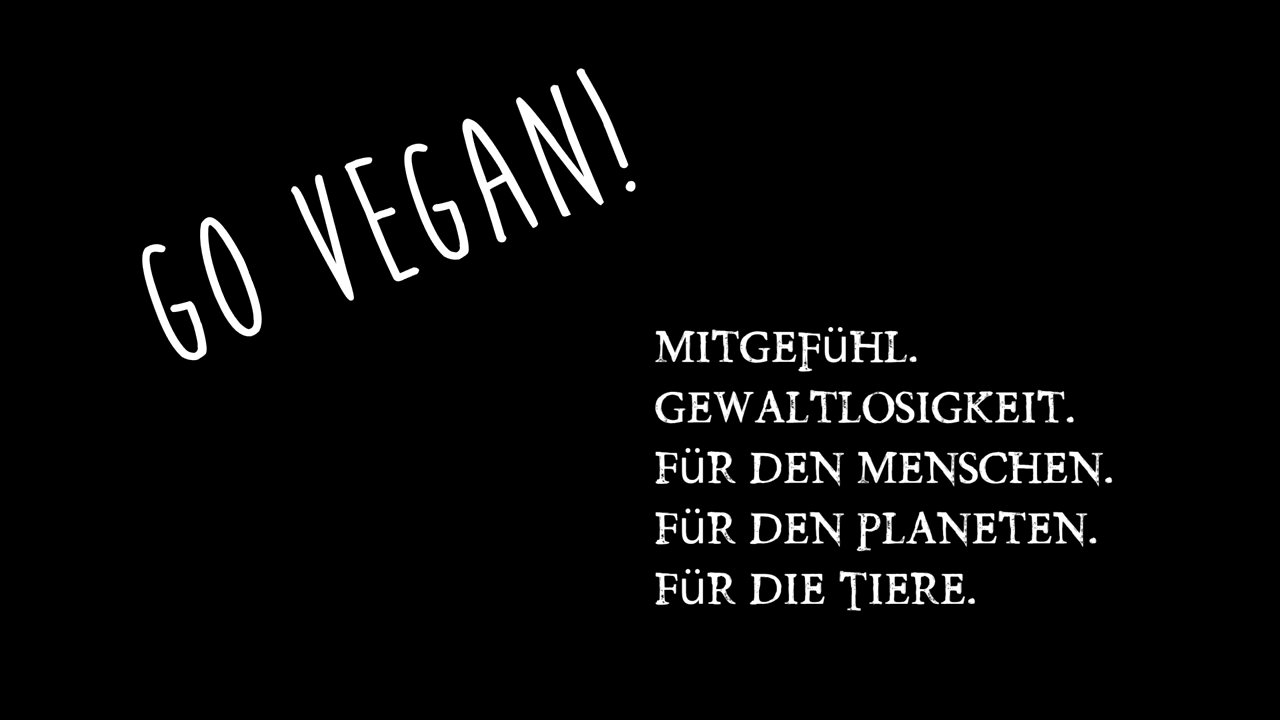 GO VEGAN!
MITGEFÜHL.
GEWALTLOSIGKEIT.
FÜR DEN MENSCHEN.
FÜR DEN PLANETEN.
FÜR DIE TIERE.